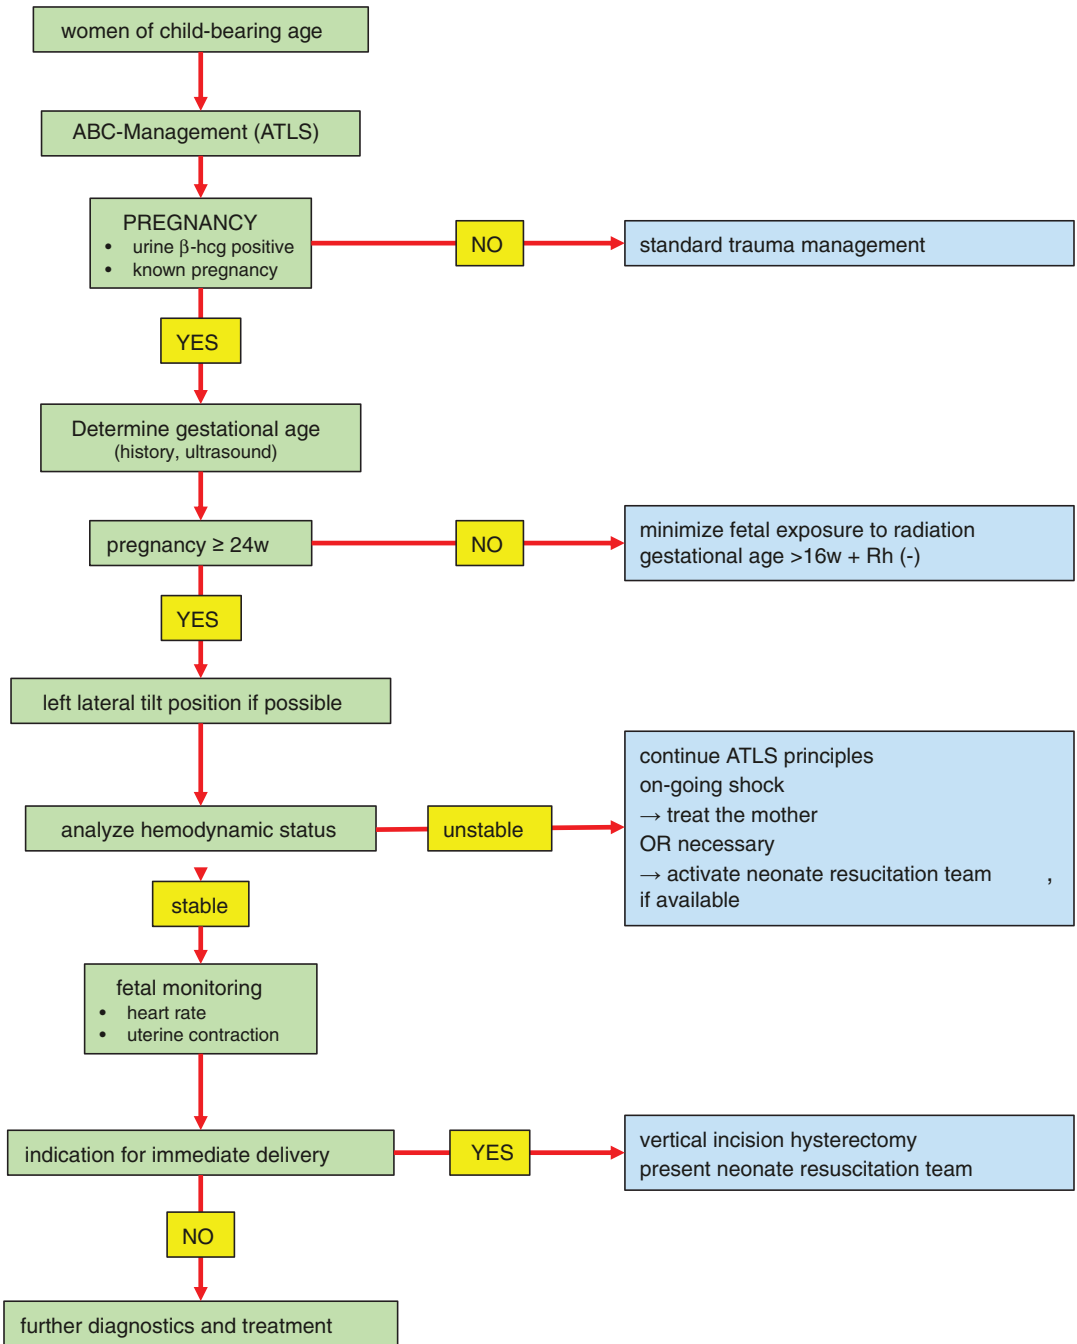 women of child-bearing age
ABC-Management (ATLS)
PREGNANCY
• urine β-hcg positive
• known pregnancy
NO
standard trauma management
YES
Determine gestational age
(history, ultrasound)
pregnancy ≥ 24w
NO
minimize fetal exposure to radiation
gestational age >16w + Rh (-)
YES
left lateral tilt position if possible
analyze hemodynamic status
unstable
continue ATLS principles
on-going shock
→ treat the mother
OR necessary
→ activate neonate resucitation team ,
if available
stable
fetal monitoring
• heart rate
• uterine contraction
indication for immediate delivery
YES
vertical incision hysterectomy
present neonate resuscitation team
NO
further diagnostics and treatment